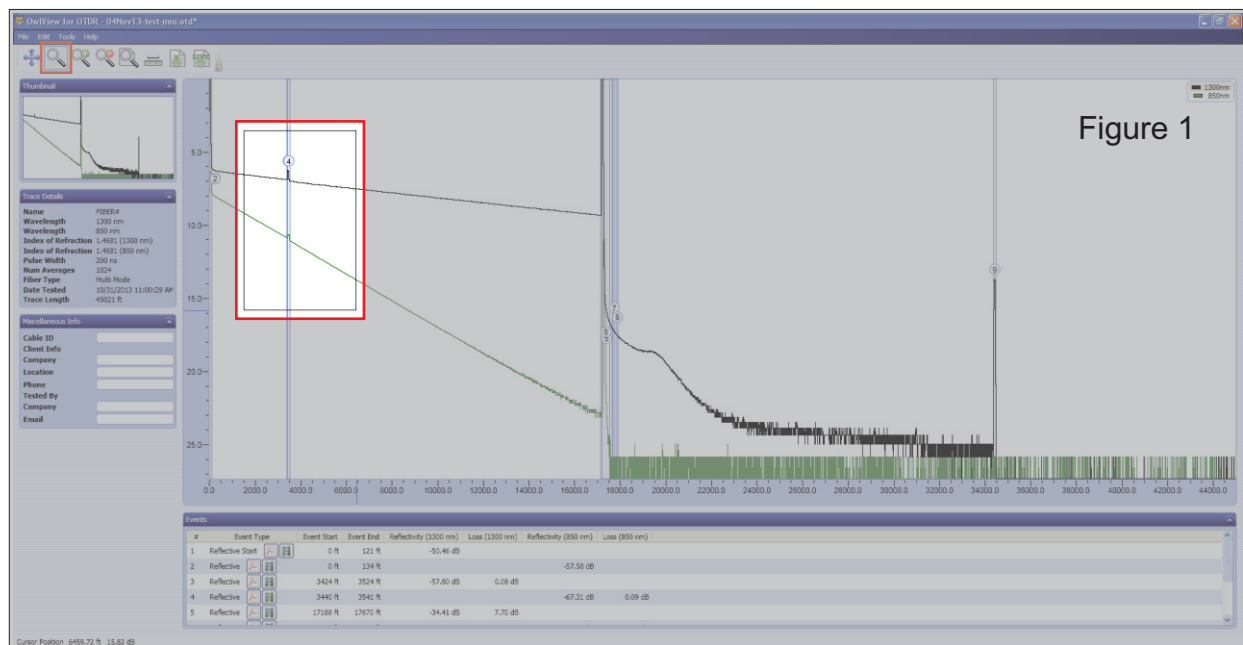 OwlView for OTDR - 04Nov13-test-mm.otd*
File Edit Tools Help
Thumbnail
Trace Details
Name FIBER#
Wavelength 1300 nm
Wavelength 850 nm
Index of Refraction 1.4681 (1300 nm)
Index of Refraction 1.4681 (850 nm)
Pulse Width 200 ns
Num Averages 1024
Fiber Type Multi Mode
Date Tested 10/31/2013 11:00:29 AM
Trace Length 45021 ft
Miscellaneous Info
Cable ID
Client Info
Company
Location
Phone
Tested By
Company
Email
1300nm
850nm
Figure 1
5.0
10.0
15.0
20.0
25.0
2
4
7
8
3
9
0.0 2000.0 4000.0 6000.0 8000.0 10000.0 12000.0 14000.0 16000.0 18000.0 20000.0 22000.0 24000.0 26000.0 28000.0 30000.0 32000.0 34000.0 36000.0 38000.0 40000.0 42000.0 44000.0
Events
# Event Type Event Start Event End Reflectivity (1300 nm) Loss (1300 nm) Reflectivity (850 nm) Loss (850 nm)
1 Reflective Start 0 ft 121 ft -50.46 dB
2 Reflective 0 ft 134 ft -57.58 dB
3 Reflective 3424 ft 3524 ft -57.80 dB 0.08 dB
4 Reflective 3440 ft 3541 ft -67.31 dB 0.09 dB
5 Reflective 17188 ft 17670 ft -34.41 dB 7.70 dB
Cursor Position 6459.72 ft 15.82 dB